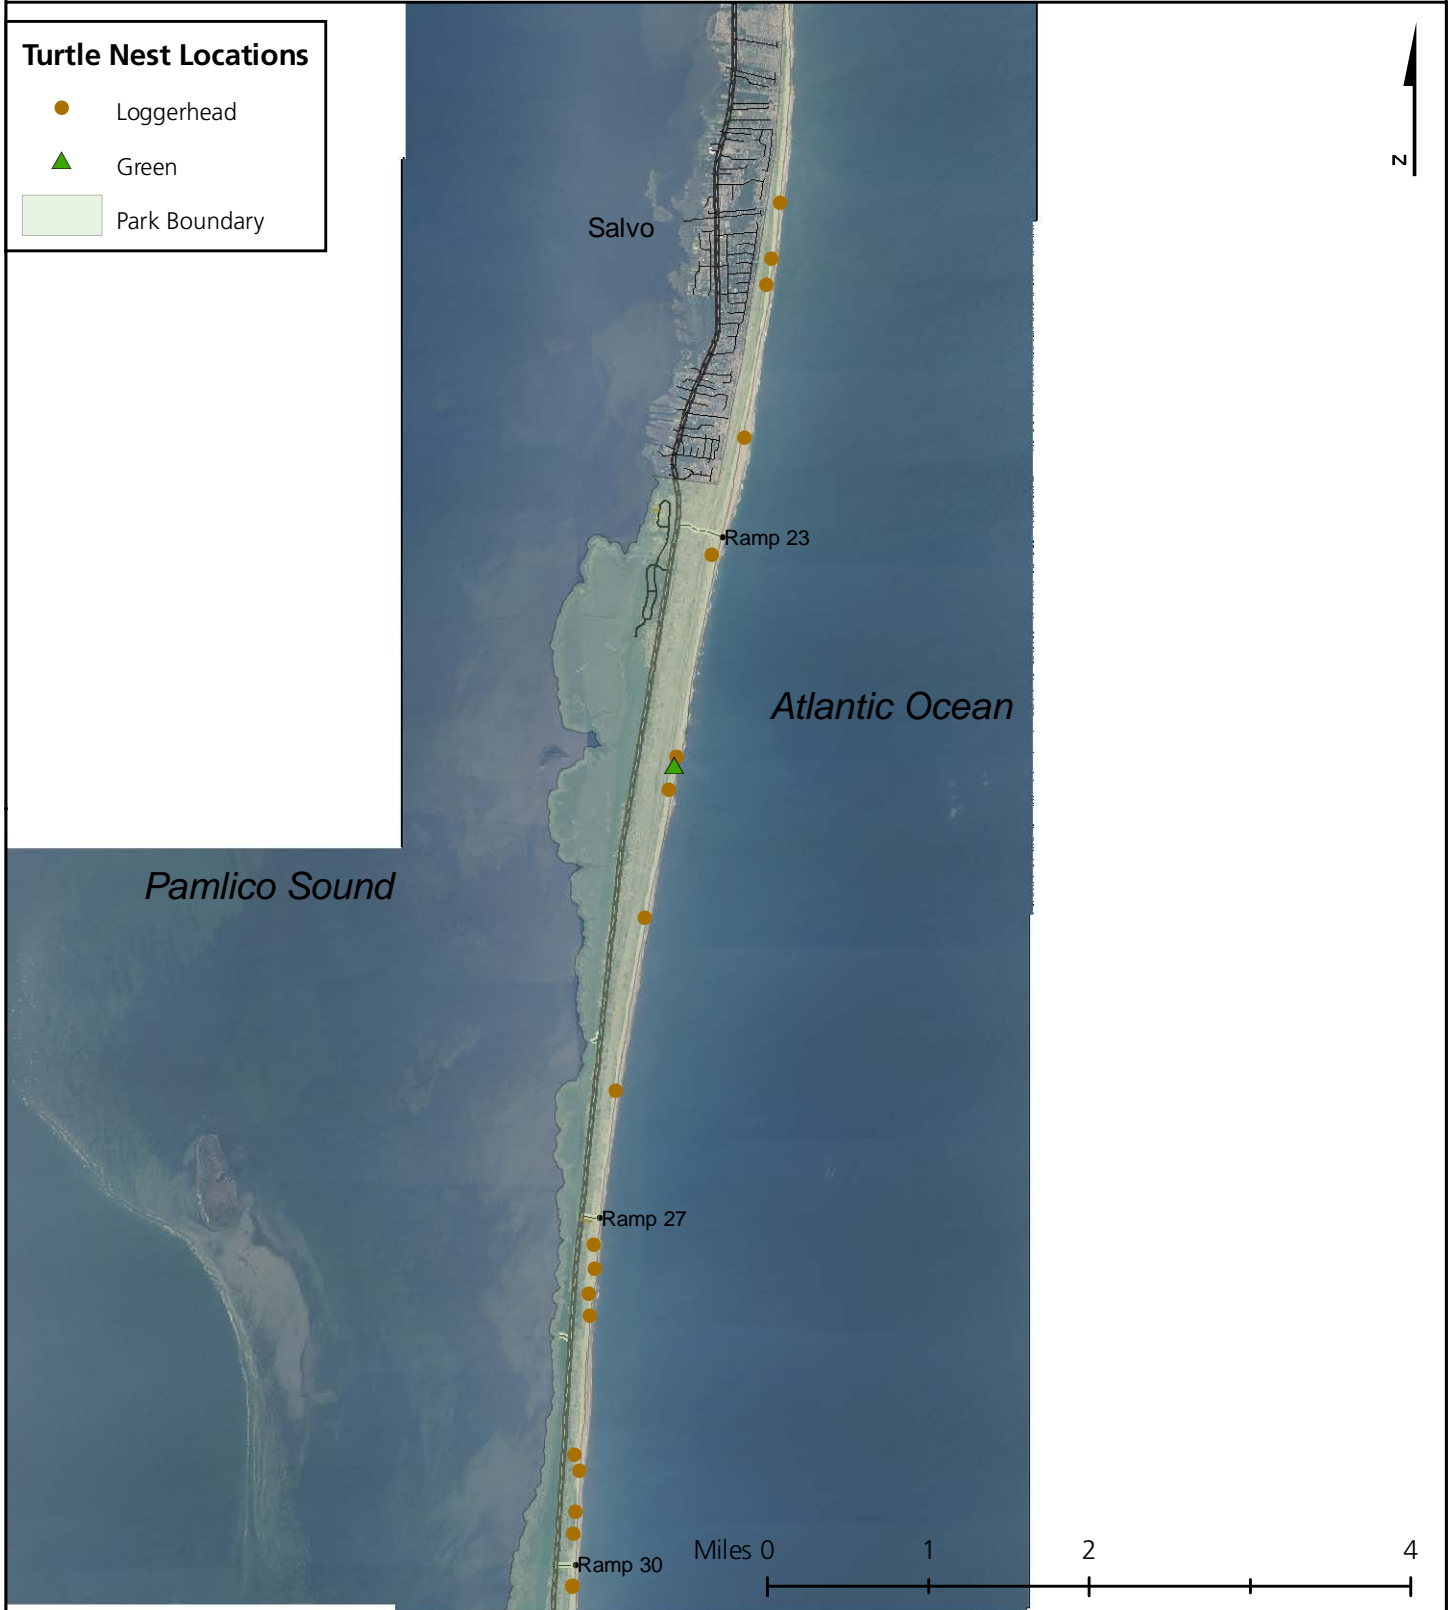 Turtle Nest Locations
Loggerhead
Green
Park Boundary
N
Salvo
Ramp 23
Atlantic Ocean
Pamlico Sound
Ramp 27
Miles 0 1 2 4
Ramp 30